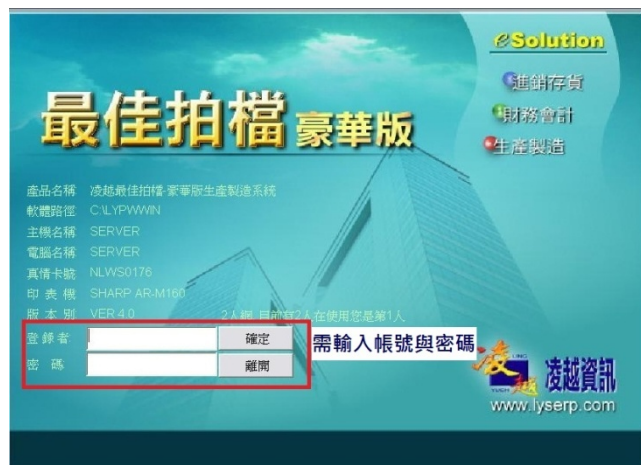 eSolution
進銷存貨
財務會計
生產製造
最佳拍檔 豪華版
產品名稱 凌越最佳拍檔-豪華版生產製造系統
軟體路徑 C:\LYPWWIN
主機名稱 SERVER
電腦名稱 SERVER
真情卡號 NLWS0176
印表機 SHARP AR-M160
版本別 VER 4.0 2人網 目前有2人在使用您是第1人
登錄者 確定
需輸入帳號與密碼
密碼 離開
凌越 LING
凌越資訊
www.lyserp.com